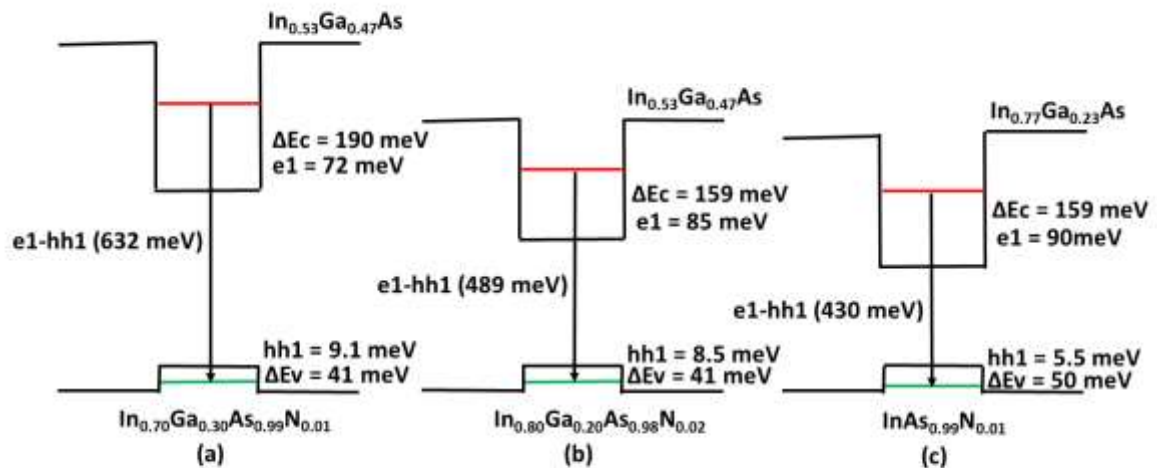 In₀.₅₃Ga₀.₄₇As
ΔEc = 190 meV
e1 = 72 meV
e1-hh1 (632 meV)
hh1 = 9.1 meV
ΔEv = 41 meV
In₀.₇₀Ga₀.₃₀As₀.₉₉N₀.₀₁
(a)
In₀.₅₃Ga₀.₄₇As
ΔEc = 159 meV
e1 = 85 meV
e1-hh1 (489 meV)
hh1 = 8.5 meV
ΔEv = 41 meV
In₀.₈₀Ga₀.₂₀As₀.₉₈N₀.₀₂
(b)
In₀.₇₇Ga₀.₂₃As
ΔEc = 159 meV
e1 = 90meV
e1-hh1 (430 meV)
hh1 = 5.5 meV
ΔEv = 50 meV
InAs₀.₉₉N₀.₀₁
(c)